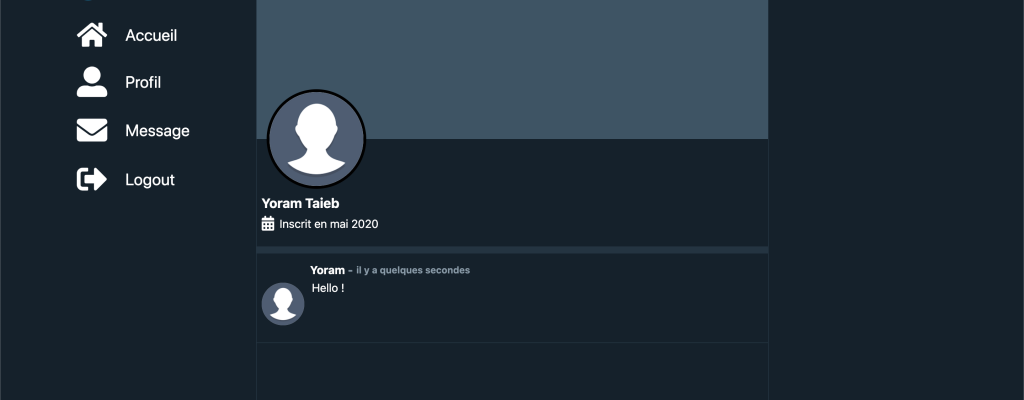 Accueil
Profil
Message
Logout
Yoram Taieb
Inscrit en mai 2020
Yoram - il y a quelques secondes
Hello !